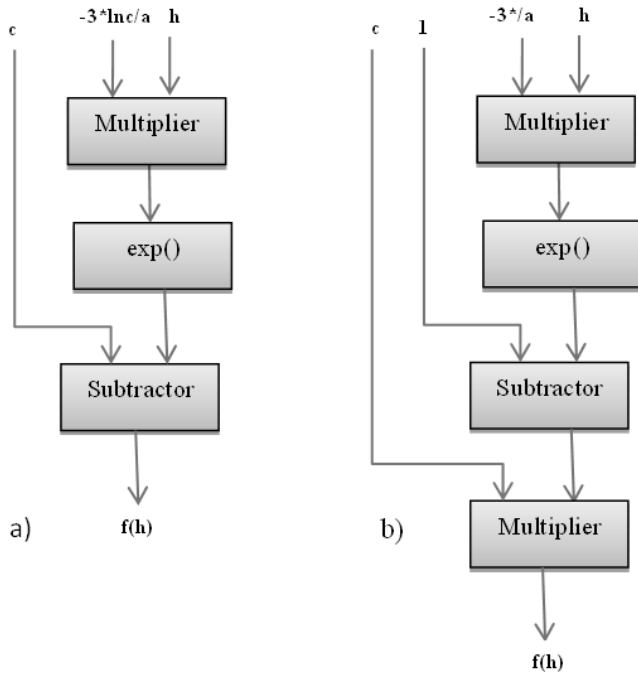 c
-3*lnc/a h
Multiplier
exp()
Subtractor
f(h)
a)
c
1
-3*/a h
Multiplier
exp()
Subtractor
Multiplier
f(h)
b)